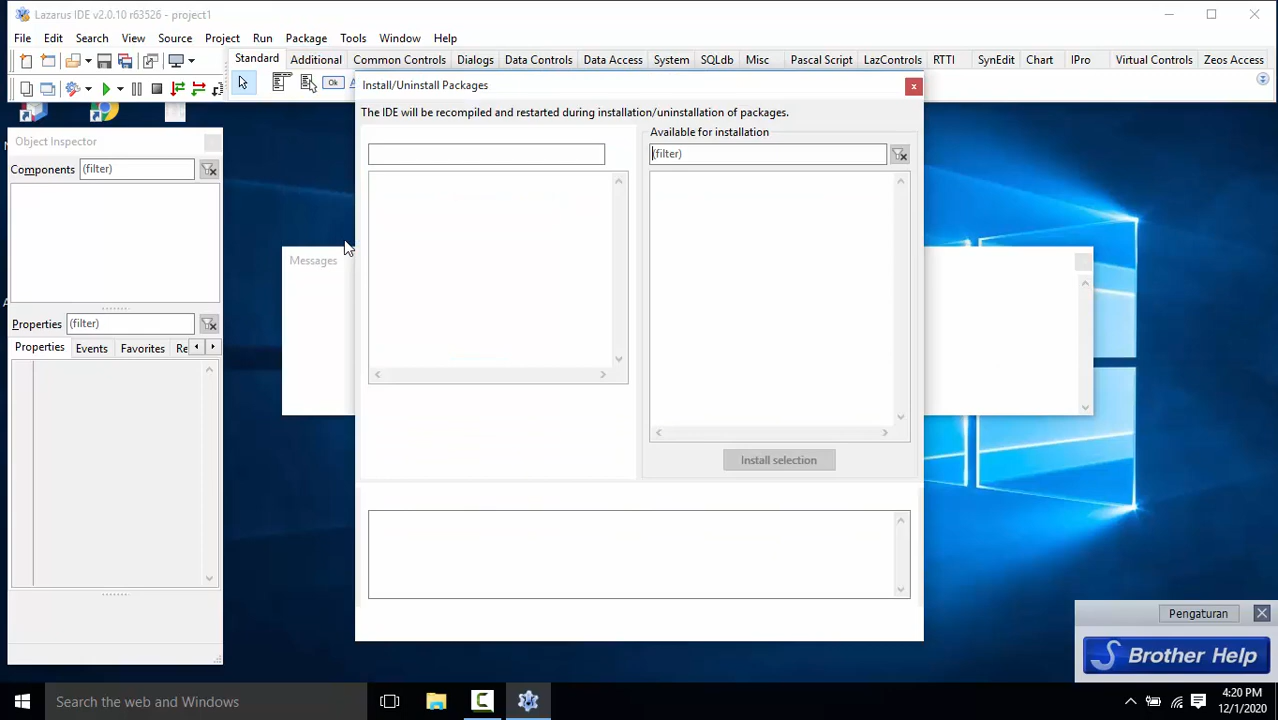 Lazarus IDE v2.0.10 r63526 - project1
File Edit Search View Source Project Run Package Tools Window Help
Standard Additional Common Controls Dialogs Data Controls Data Access System SQLdb Misc Pascal Script LazControls RTTI SynEdit Chart IPro Virtual Controls Zeos Access
Ok
Install/Uninstall Packages
The IDE will be recompiled and restarted during installation/uninstallation of packages.
Available for installation
(filter)
Install selection
Object Inspector
Components (filter)
Properties (filter)
Properties Events Favorites Re
Messages
Pengaturan
Brother Help
Search the web and Windows
4:20 PM
12/1/2020